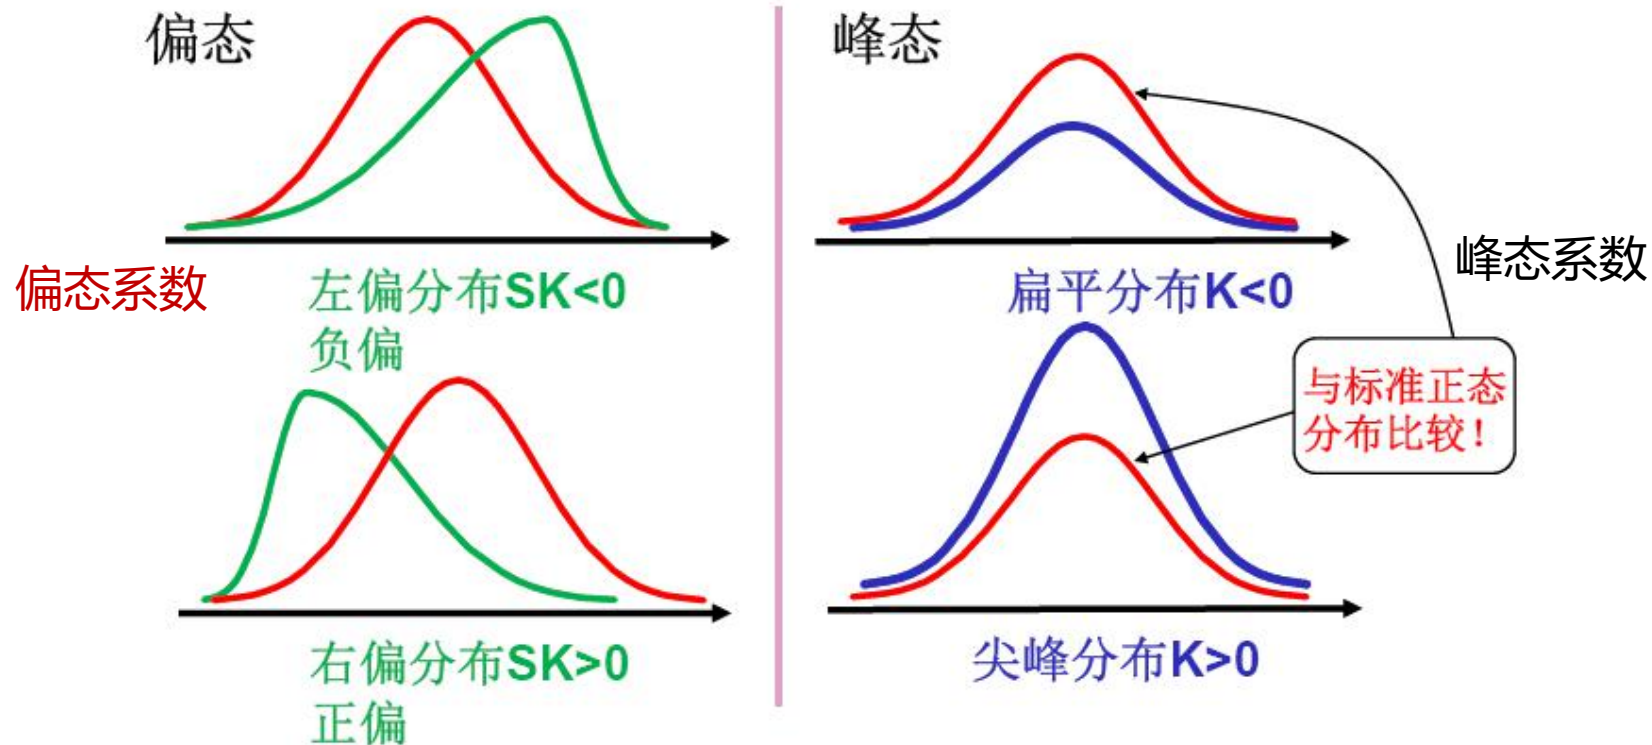 偏态
偏态系数
左偏分布SK<0
负偏
右偏分布SK>0
正偏
峰态
扁平分布K<0
峰态系数
与标准正态
分布比较！
尖峰分布K>0